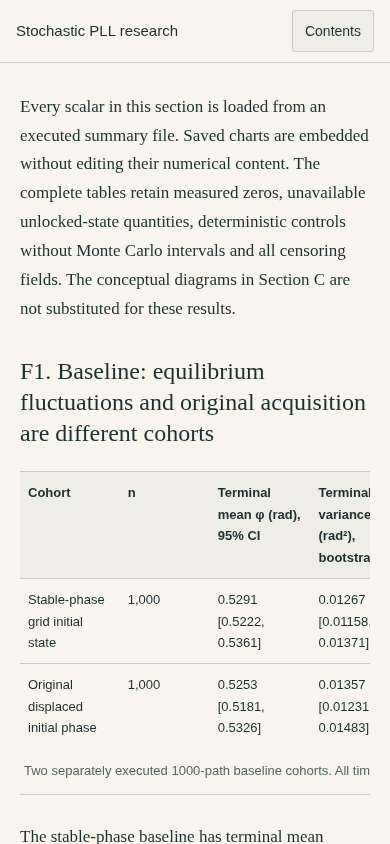 Stochastic PLL research
Contents
Every scalar in this section is loaded from an
executed summary file. Saved charts are embedded
without editing their numerical content. The
complete tables retain measured zeros, unavailable
unlocked-state quantities, deterministic controls
without Monte Carlo intervals and all censoring
fields. The conceptual diagrams in Section C are
not substituted for these results.
F1. Baseline: equilibrium
fluctuations and original acquisition
are different cohorts
Cohort n Terminal mean φ (rad), 95% CI Terminal variance (rad²),
Stable-phase grid initial state 1,000 0.5291 [0.5222, 0.5361] 0.01267 [0.01158, 0.01371]
Original displaced initial phase 1,000 0.5253 [0.5181, 0.5326] 0.01357 [0.01231 0.01483]
Two separately executed 1000-path baseline cohorts. All
The stable-phase baseline has terminal mean